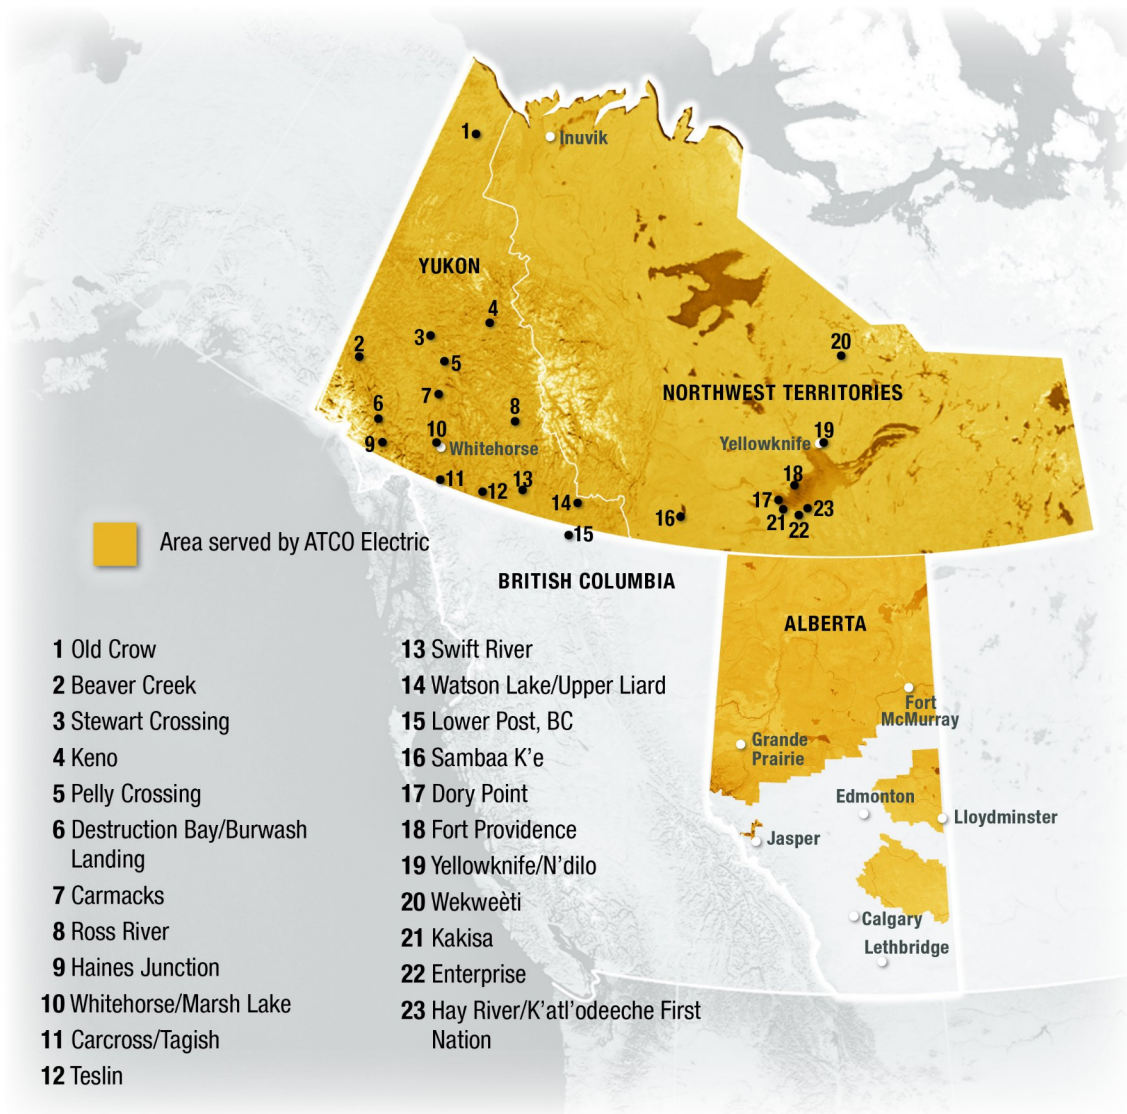 1
Inuvik
YUKON
4
3
20
2
5
NORTHWEST TERRITORIES
7
6
8
19
10
Yellowknife
9
Whitehorse
18
11
13
12
17
14
23
16
21
22
15
Area served by ATCO Electric
BRITISH COLUMBIA
ALBERTA
Fort
McMurray
Grande
Prairie
Edmonton
Lloydminster
Jasper
Calgary
Lethbridge
1 Old Crow
2 Beaver Creek
3 Stewart Crossing
4 Keno
5 Pelly Crossing
6 Destruction Bay/Burwash
Landing
7 Carmacks
8 Ross River
9 Haines Junction
10 Whitehorse/Marsh Lake
11 Carcross/Tagish
12 Teslin
13 Swift River
14 Watson Lake/Upper Liard
15 Lower Post, BC
16 Sambaa K’e
17 Dory Point
18 Fort Providence
19 Yellowknife/N’dilo
20 Wekweèti
21 Kakisa
22 Enterprise
23 Hay River/K’atl’odeeche First
Nation